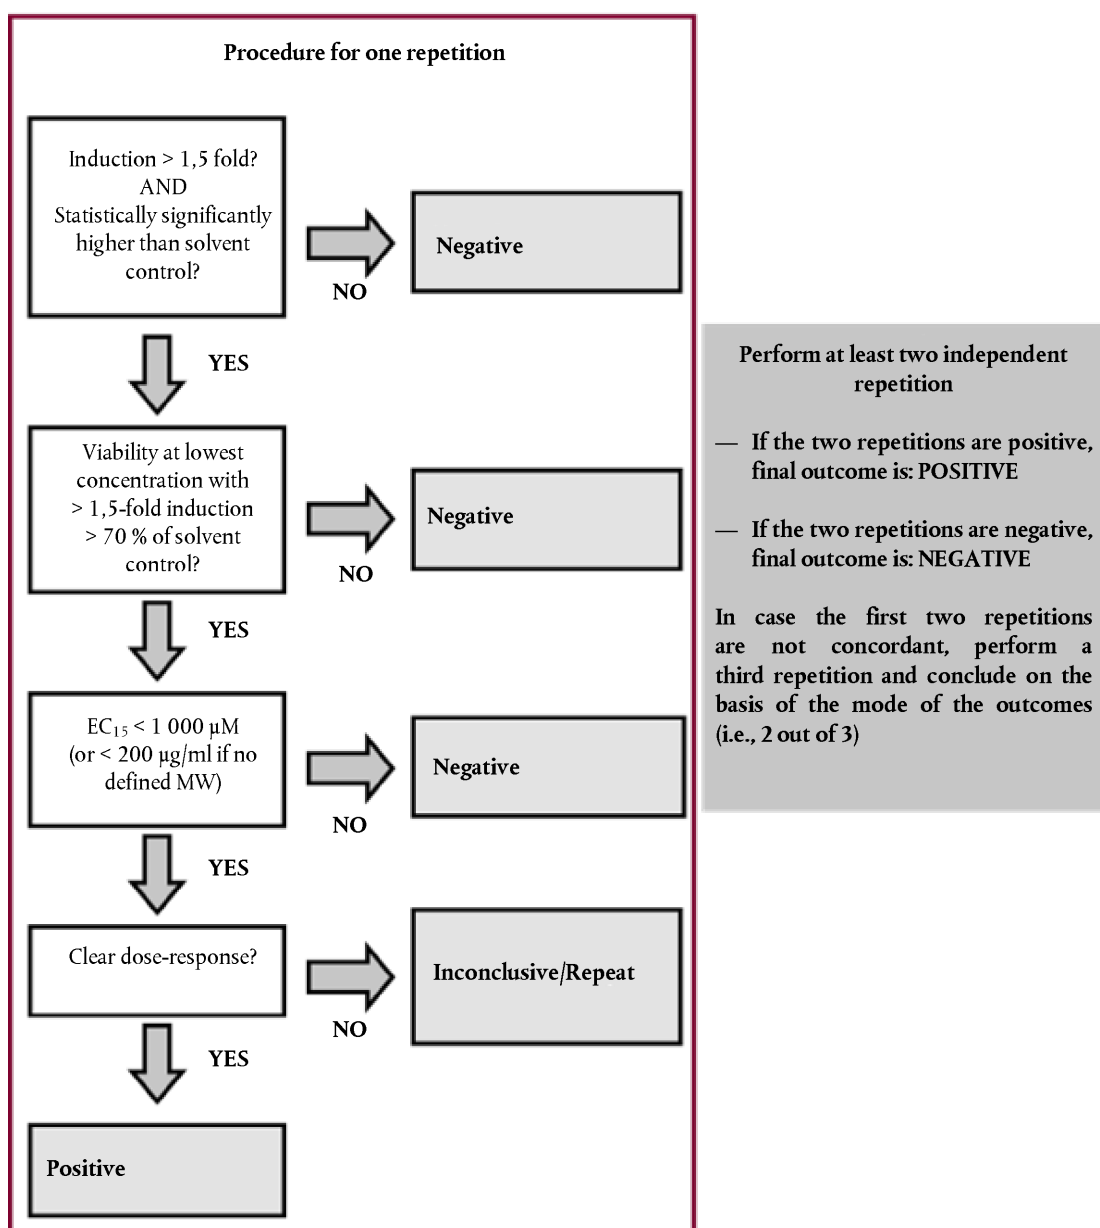 Procedure for one repetition
Induction > 1,5 fold?
AND
Statistically significantly
higher than solvent
control?
NO
Negative
YES
Viability at lowest
concentration with
> 1,5-fold induction
> 70 % of solvent
control?
NO
Negative
YES
EC₁₅ < 1 000 µM
(or < 200 µg/ml if no
defined MW)
NO
Negative
YES
Clear dose-response?
NO
Inconclusive/Repeat
YES
Positive
Perform at least two independent
repetition
— If the two repetitions are positive,
final outcome is: POSITIVE
— If the two repetitions are negative,
final outcome is: NEGATIVE
In case the first two repetitions
are not concordant, perform a
third repetition and conclude on the
basis of the mode of the outcomes
(i.e., 2 out of 3)